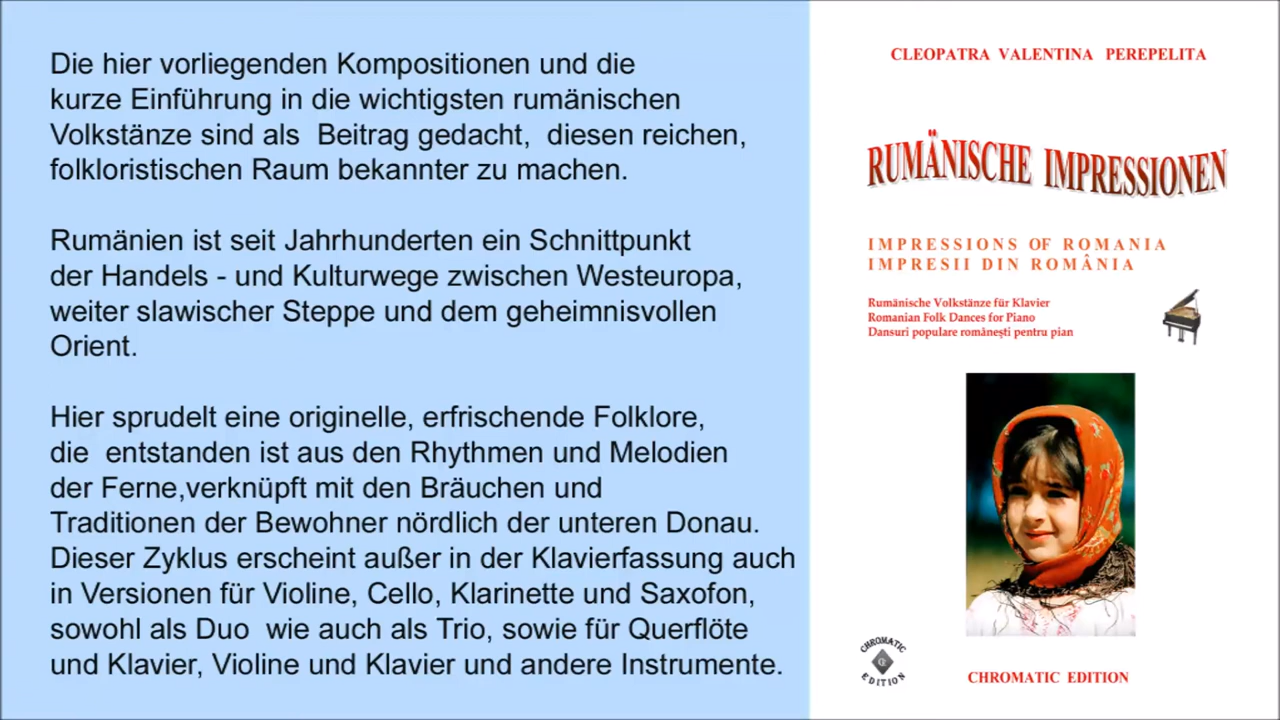 Die hier vorliegenden Kompositionen und die
kurze Einführung in die wichtigsten rumänischen
Volkstänze sind als  Beitrag gedacht,  diesen reichen,
folkloristischen Raum bekannter zu machen.
Rumänien ist seit Jahrhunderten ein Schnittpunkt
der Handels - und Kulturwege zwischen Westeuropa,
weiter slawischer Steppe und dem geheimnisvollen
Orient.
Hier sprudelt eine originelle, erfrischende Folklore,
die  entstanden ist aus den Rhythmen und Melodien
der Ferne,verknüpft mit den Bräuchen und
Traditionen der Bewohner nördlich der unteren Donau.
Dieser Zyklus erscheint außer in der Klavierfassung auch
in Versionen für Violine, Cello, Klarinette und Saxofon,
sowohl als Duo  wie auch als Trio, sowie für Querflöte
und Klavier, Violine und Klavier und andere Instrumente.
CLEOPATRA VALENTINA PEREPELITA
RUMÄNISCHE IMPRESSIONEN
IMPRESSIONS OF ROMANIA
IMPRESII DIN ROMÂNIA
Rumänische Volkstänze für Klavier
Romanian Folk Dances for Piano
Dansuri populare românești pentru pian
CHROMATIC
EDITION
CHROMATIC EDITION